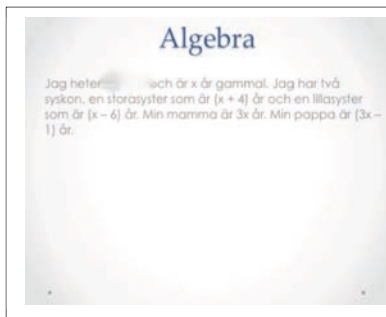 Algebra
Jag heter och är x år gammal. Jag har två
syskon, en storasyster som är (x + 4) år och en lillasyster
som är (x – 6) år. Min mamma är 3x år. Min pappa är (3x –
1) år.